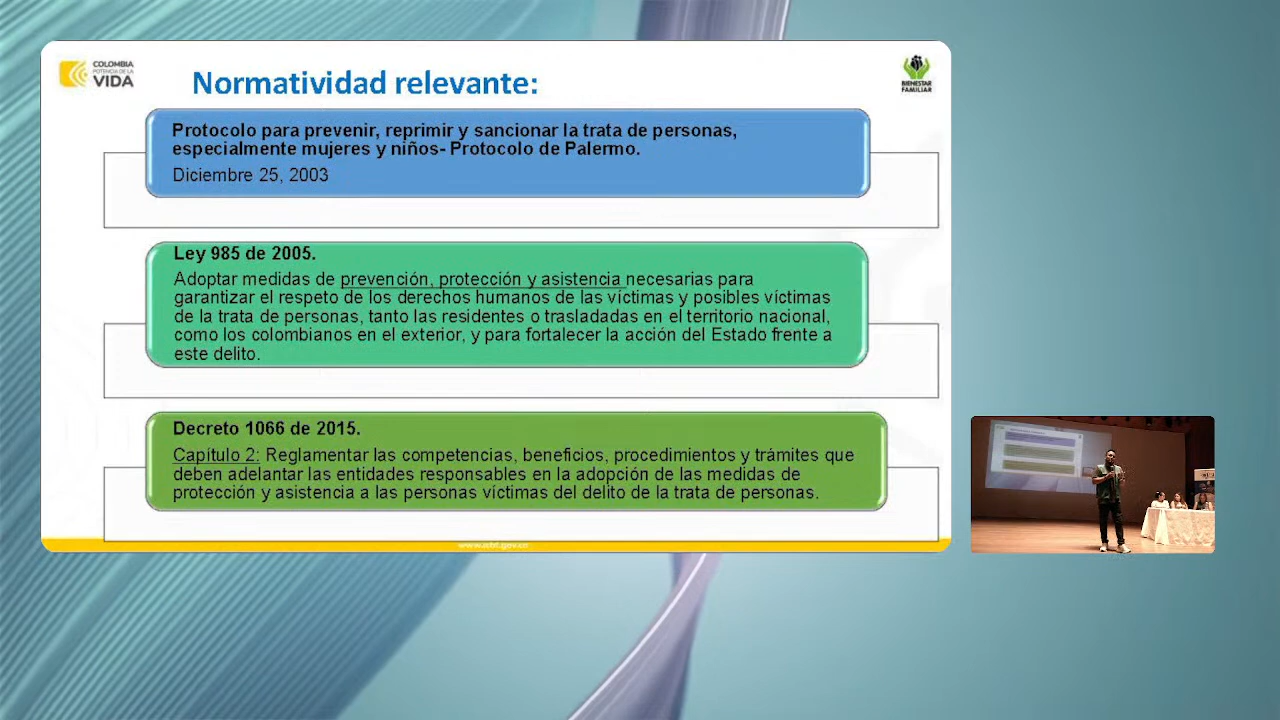 COLOMBIA
POTENCIA DE LA
VIDA
Normatividad relevante:
BIENESTAR
FAMILIAR
Protocolo para prevenir, reprimir y sancionar la trata de personas,
especialmente mujeres y niños- Protocolo de Palermo.
Diciembre 25, 2003
Ley 985 de 2005.
Adoptar medidas de prevención, protección y asistencia necesarias para
garantizar el respeto de los derechos humanos de las víctimas y posibles víctimas
de la trata de personas, tanto las residentes o trasladadas en el territorio nacional,
como los colombianos en el exterior, y para fortalecer la acción del Estado frente a
este delito.
Decreto 1066 de 2015.
Capítulo 2: Reglamentar las competencias, beneficios, procedimientos y trámites que
deben adelantar las entidades responsables en la adopción de las medidas de
protección y asistencia a las personas víctimas del delito de la trata de personas.
www.icbf.gov.co